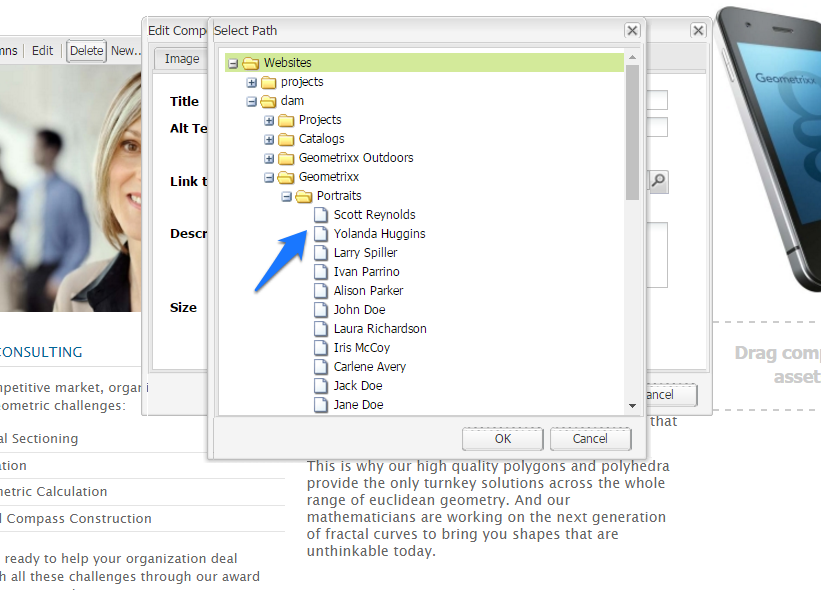 mns Edit Delete New..
Edit Comp
Select Path
Image
Title
Alt Te
Link t
Descr
Size
Websites
projects
dam
Projects
Catalogs
Geometrixx Outdoors
Geometrixx
Portraits
Scott Reynolds
Yolanda Huggins
Larry Spiller
Ivan Parrino
Alison Parker
John Doe
Laura Richardson
Iris McCoy
Carlene Avery
Jack Doe
Jane Doe
OK Cancel
ancel
Geometrixx
Drag comp
asset
CONSULTING
mpetitive market, organi
ometric challenges:
al Sectioning
ation
metric Calculation
l Compass Construction
ready to help your organization deal
h all these challenges through our award
that
This is why our high quality polygons and polyhedra
provide the only turnkey solutions across the whole
range of euclidean geometry. And our
mathematicians are working on the next generation
of fractal curves to bring you shapes that are
unthinkable today.